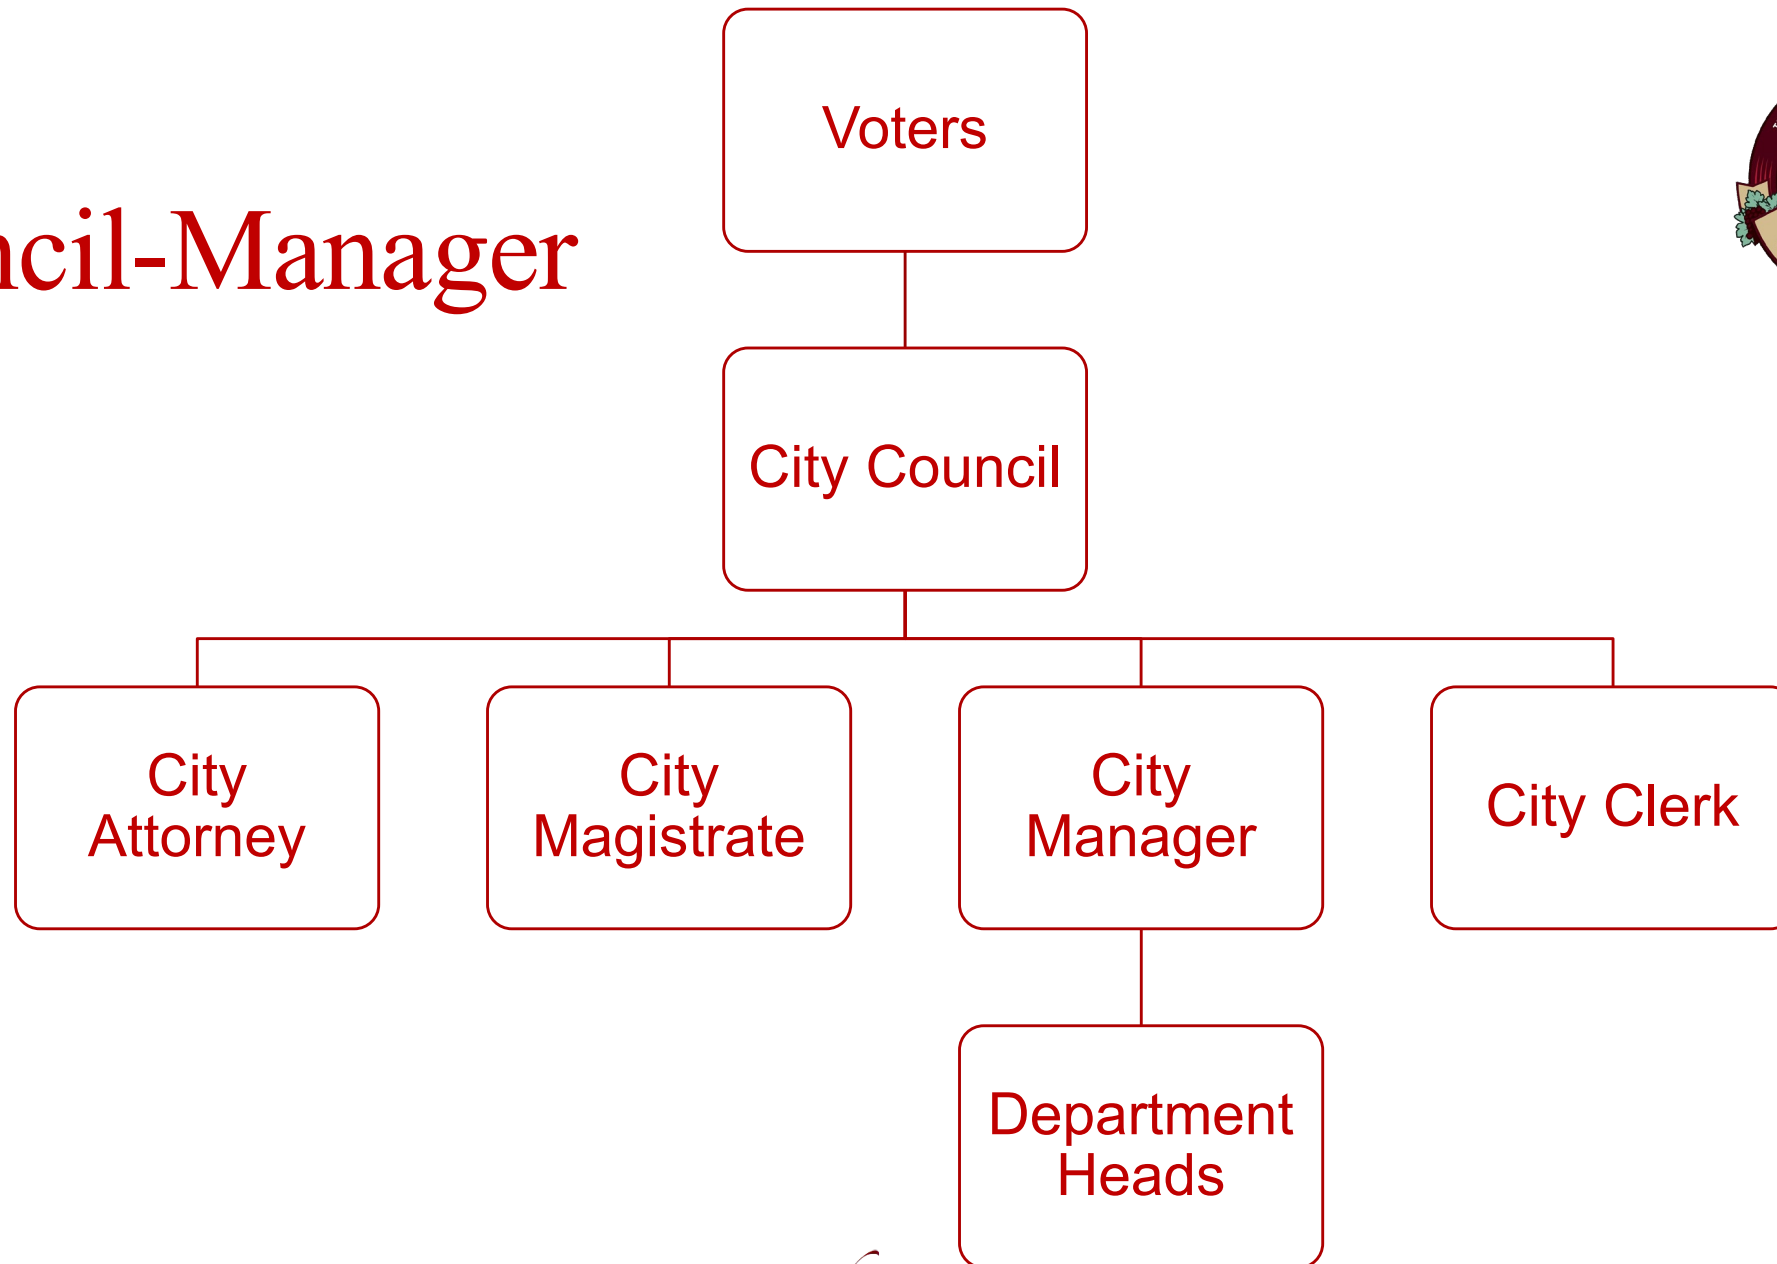 Voters
ncil-Manager
City Council
City
Attorney
City
Magistrate
City
Manager
City Clerk
Department
Heads